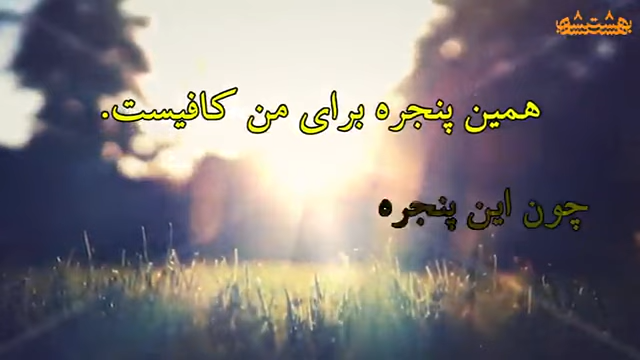 همین پنجره برای من کافیست.
چون این پنجره